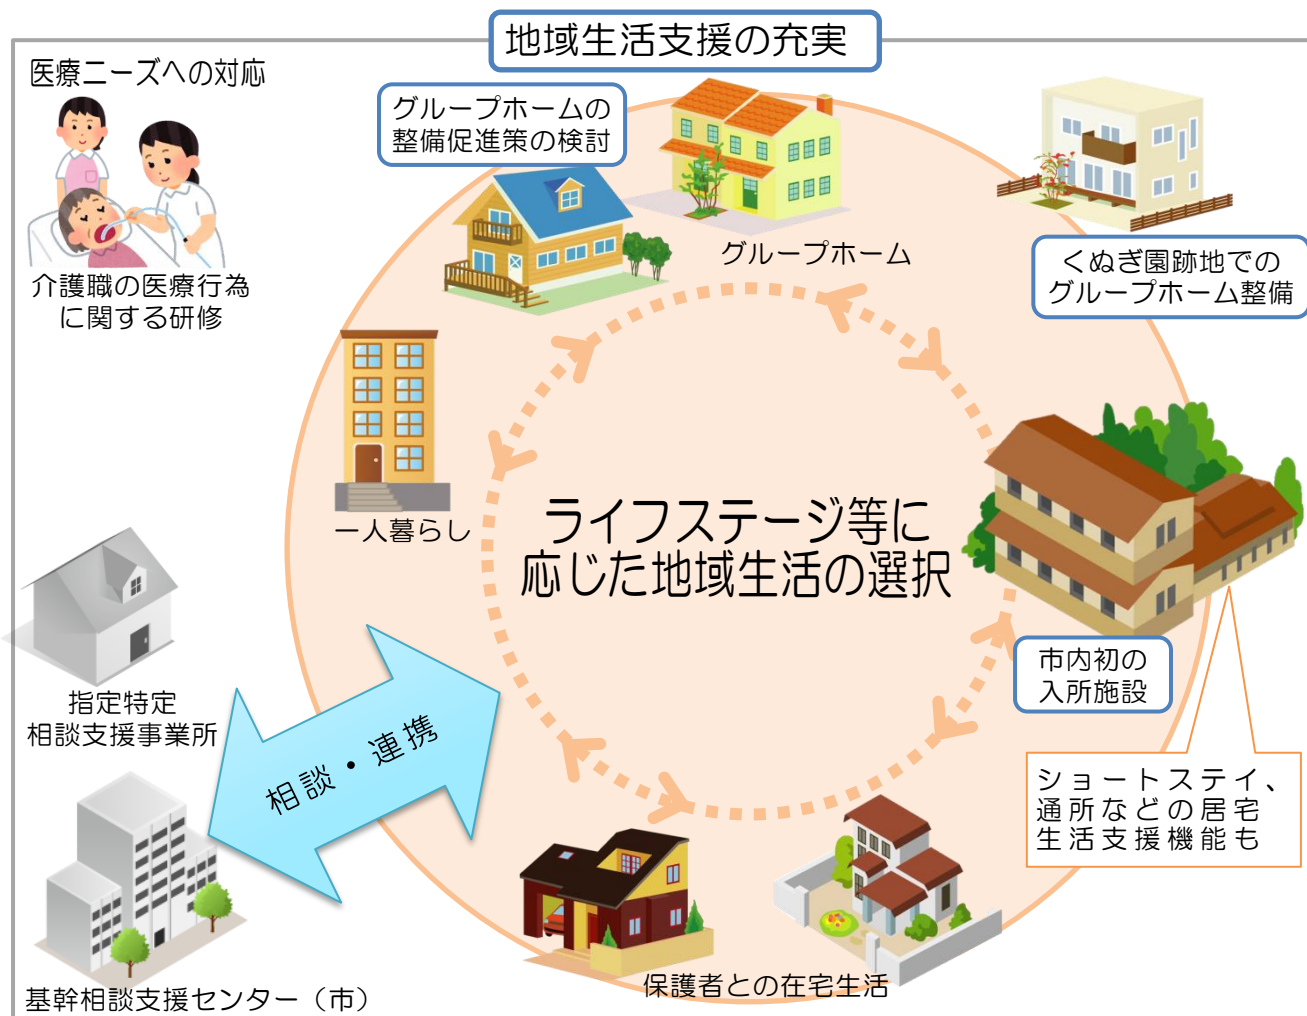 地域生活支援の充実
医療ニーズへの対応
介護職の医療行為
に関する研修
グループホームの
整備促進策の検討
グループホーム
くぬぎ園跡地での
グループホーム整備
一人暮らし
ライフステージ等に
応じた地域生活の選択
市内初の
入所施設
ショートステイ、
通所などの居宅
生活支援機能も
指定特定
相談支援事業所
相談・連携
基幹相談支援センター（市）
保護者との在宅生活